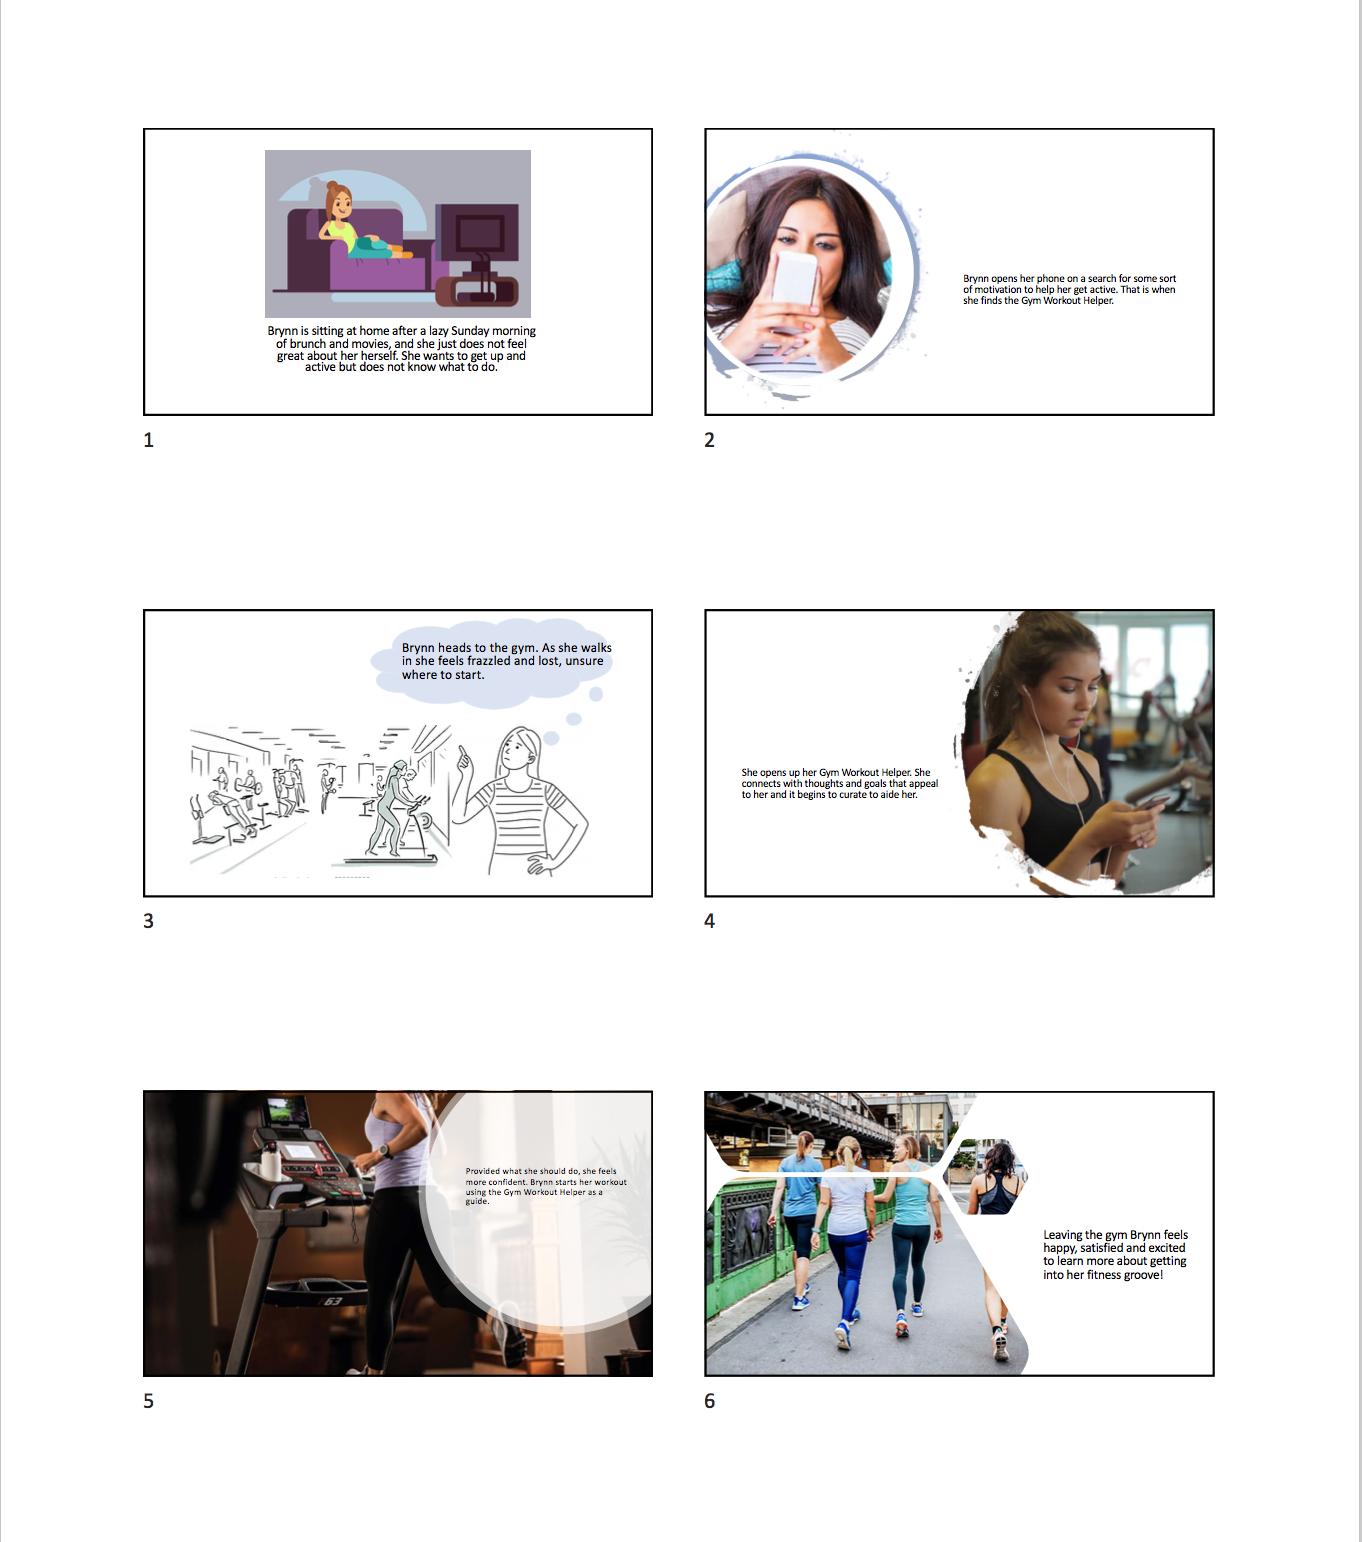 Brynn is sitting at home after a lazy Sunday morning
of brunch and movies, and she just does not feel
great about her herself. She wants to get up and
active but does not know what to do.
1
Brynn opens her phone on a search for some sort
of motivation to help her get active. That is when
she finds the Gym Workout Helper.
2
Brynn heads to the gym. As she walks
in she feels frazzled and lost, unsure
where to start.
3
She opens up her Gym Workout Helper. She
connects with thoughts and goals that appeal
to her and it begins to curate to aide her.
4
Provided what she should do, she feels
more confident. Brynn starts her workout
using the Gym Workout Helper as a
guide.
5
Leaving the gym Brynn feels
happy, satisfied and excited
to learn more about getting
into her fitness groove!
6